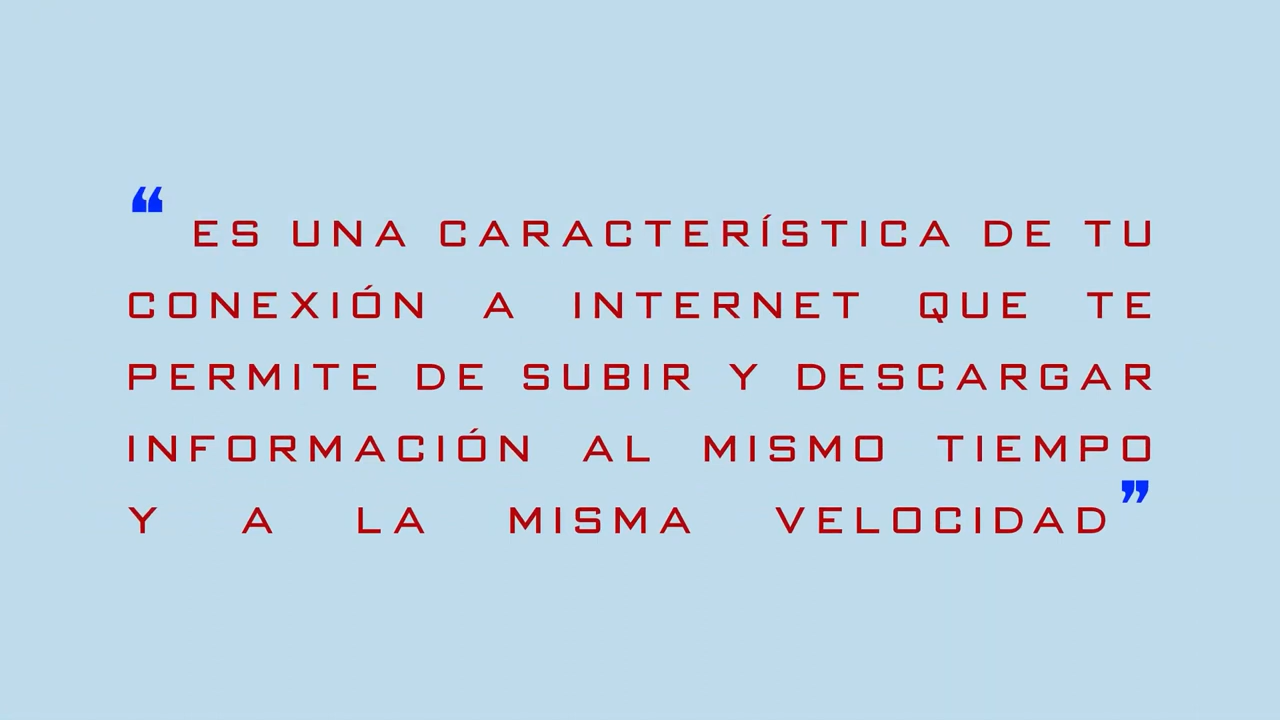 ❝ ES UNA CARACTERÍSTICA DE TU
CONEXIÓN A INTERNET QUE TE
PERMITE DE SUBIR Y DESCARGAR
INFORMACIÓN AL MISMO TIEMPO
Y A LA MISMA VELOCIDAD❞